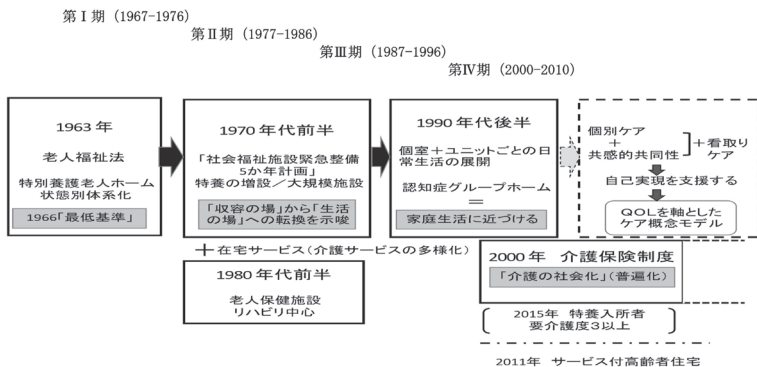 第Ⅰ期 (1967-1976)
第Ⅱ期 (1977-1986)
第Ⅲ期 (1987-1996)
第Ⅳ期 (2000-2010)
1963 年
老人福祉法
特別養護老人ホーム
状態別体系化
1966「最低基準」
1970 年代前半
「社会福祉施設緊急整備
5か年計画」
特養の増設／大規模施設
「収容の場」から「生活
の場」への転換を示唆
1990 年代後半
個室＋ユニットごとの日
常生活の展開
認知症グループホーム
＝
家庭生活に近づける
個別ケア
＋
共感的共同性
＋看取り
ケア
自己実現を支援する
QOLを軸とした
ケア概念モデル
＋在宅サービス(介護サービスの多様化)
1980 年代前半
老人保健施設
リハビリ中心
2000 年 介護保険制度
「介護の社会化」(普遍化)
2015年 特養入所者
要介護度3以上
2011年 サービス付高齢者住宅